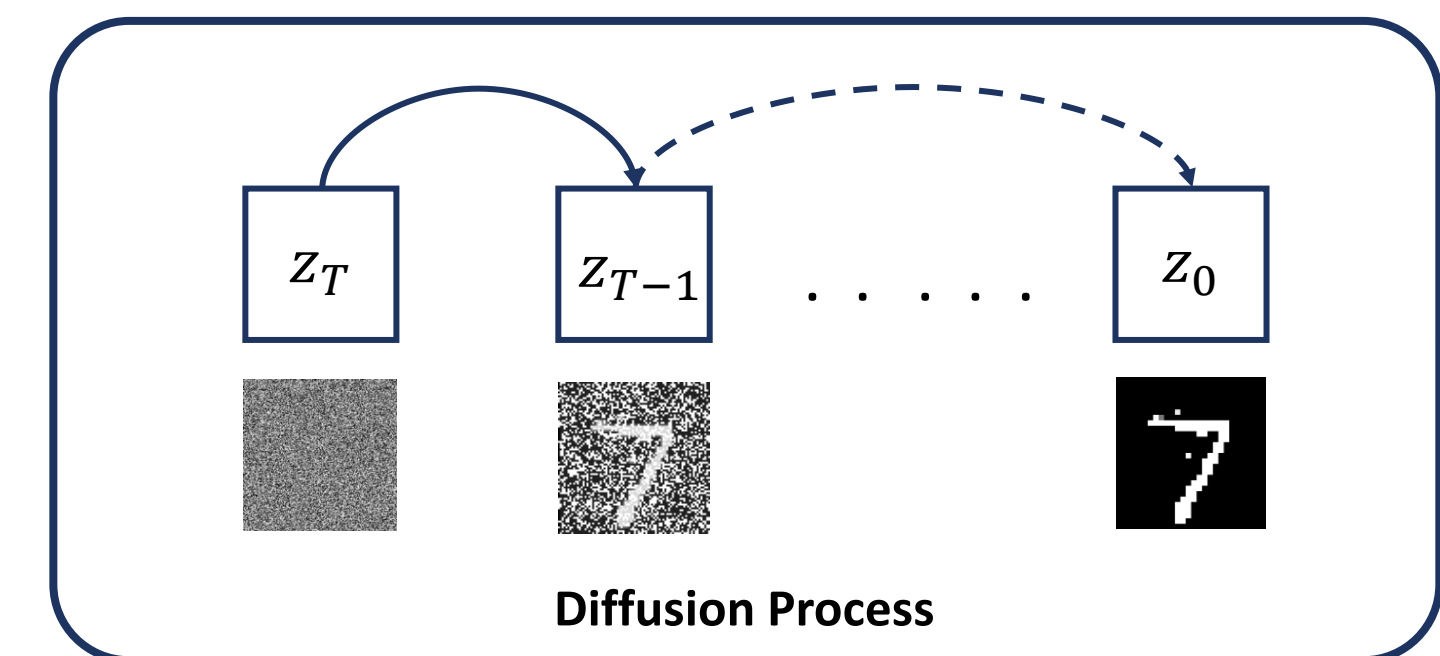 z_T z_{T−1} . . . . . z_0
Diffusion Process